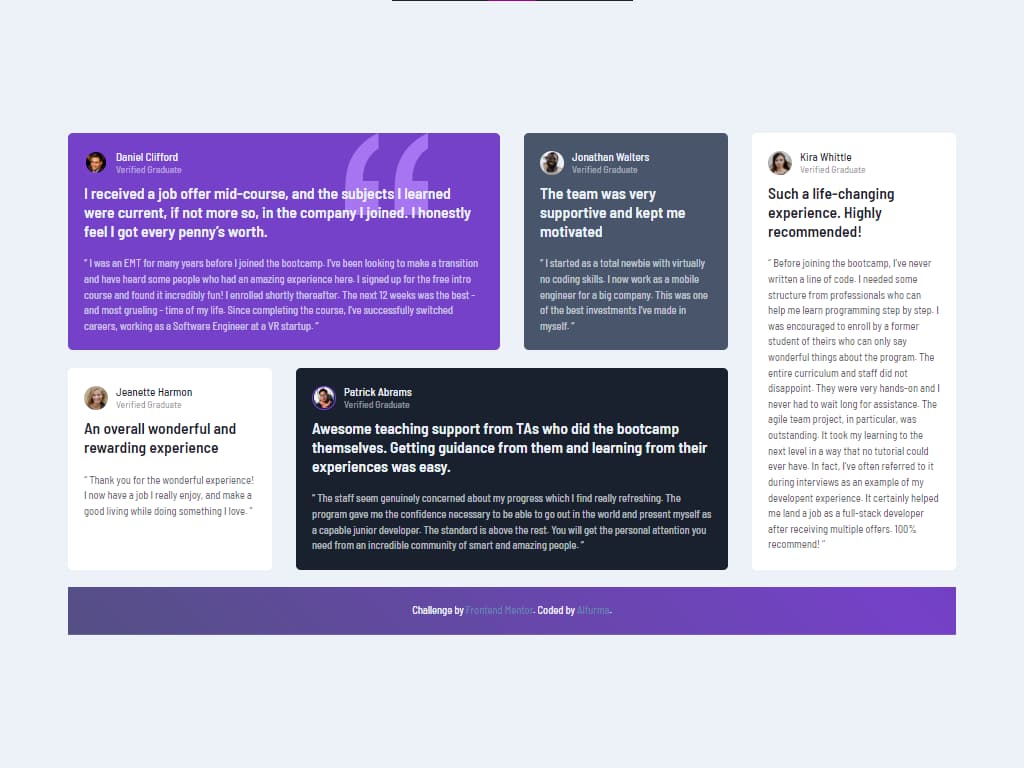 Daniel Clifford
Verified Graduate
I received a job offer mid-course, and the subjects I learned
were current, if not more so, in the company I joined. I honestly
feel I got every penny’s worth.
“ I was an EMT for many years before I joined the bootcamp. I’ve been looking to make a transition
and have heard some people who had an amazing experience here. I signed up for the free intro
course and found it incredibly fun! I enrolled shortly thereafter. The next 12 weeks was the best -
and most grueling - time of my life. Since completing the course, I’ve successfully switched
careers, working as a Software Engineer at a VR startup. ”
Jonathan Walters
Verified Graduate
The team was very
supportive and kept me
motivated
“ I started as a total newbie with virtually
no coding skills. I now work as a mobile
engineer for a big company. This was one
of the best investments I’ve made in
myself. ”
Kira Whittle
Verified Graduate
Such a life-changing
experience. Highly
recommended!
“ Before joining the bootcamp, I’ve never
written a line of code. I needed some
structure from professionals who can
help me learn programming step by step. I
was encouraged to enroll by a former
student of theirs who can only say
wonderful things about the program. The
entire curriculum and staff did not
disappoint. They were very hands-on and I
never had to wait long for assistance. The
agile team project, in particular, was
outstanding. It took my learning to the
next level in a way that no tutorial could
ever have. In fact, I’ve often referred to it
during interviews as an example of my
developent experience. It certainly helped
me land a job as a full-stack developer
after receiving multiple offers. 100%
recommend! ”
Jeanette Harmon
Verified Graduate
An overall wonderful and
rewarding experience
“ Thank you for the wonderful experience!
I now have a job I really enjoy, and make a
good living while doing something I love. ”
Patrick Abrams
Verified Graduate
Awesome teaching support from TAs who did the bootcamp
themselves. Getting guidance from them and learning from their
experiences was easy.
“ The staff seem genuinely concerned about my progress which I find really refreshing. The
program gave me the confidence necessary to be able to go out in the world and present myself as
a capable junior developer. The standard is above the rest. You will get the personal attention you
need from an incredible community of smart and amazing people. ”
Challenge by Frontend Mentor. Coded by Alfurma.